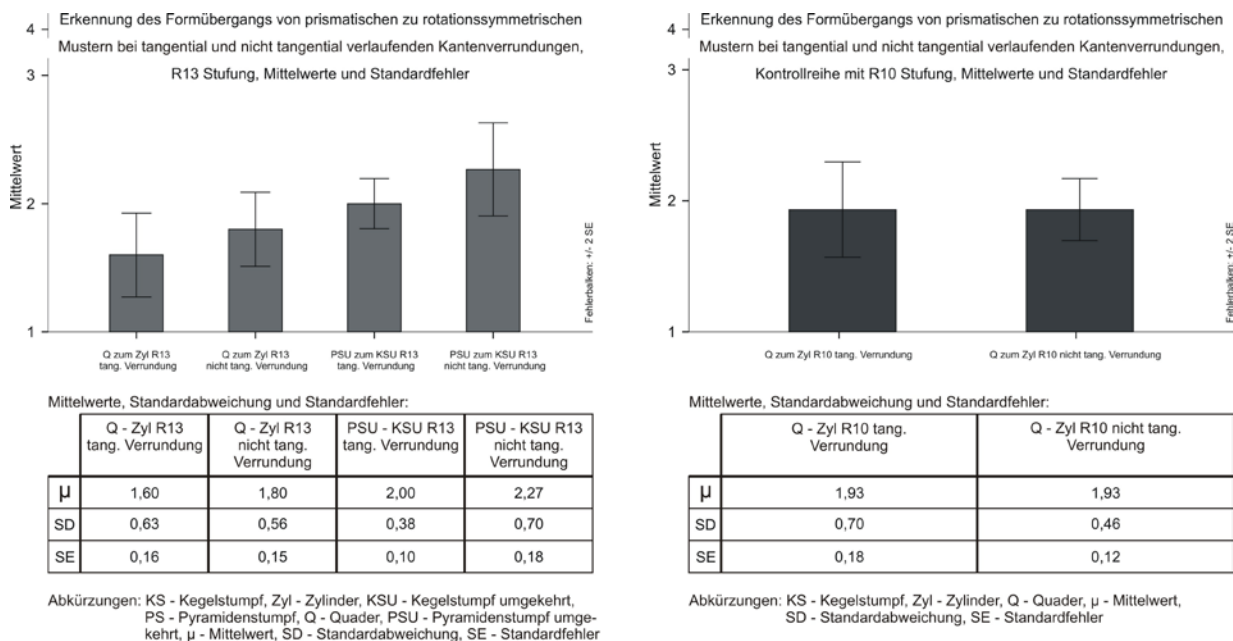 Erkennung des Formübergangs von prismatischen zu rotationssymmetrischen
Mustern bei tangential und nicht tangential verlaufenden Kantenverrundungen,
R13 Stufung, Mittelwerte und Standardfehler
4
3
2
1
Mittelwert
Fehlerbalken: +/- 2 SE
Q zum Zyl R13
tang. Verrundung
Q zum Zyl R13
nicht tang. Verrundung
PSU zum KSU R13
tang. Verrundung
PSU zum KSU R13
nicht tang. Verrundung
Mittelwerte, Standardabweichung und Standardfehler:
Q - Zyl R13
tang. Verrundung
Q - Zyl R13
nicht tang.
Verrundung
PSU - KSU R13
tang. Verrundung
PSU - KSU R13
nicht tang.
Verrundung
µ 1,60 1,80 2,00 2,27
SD 0,63 0,56 0,38 0,70
SE 0,16 0,15 0,10 0,18
Abkürzungen: KS - Kegelstumpf, Zyl - Zylinder, KSU - Kegelstumpf umgekehrt,
PS - Pyramidenstumpf, Q - Quader, PSU - Pyramidenstumpf umge-
kehrt, µ - Mittelwert, SD - Standardabweichung, SE - Standardfehler
Erkennung des Formübergangs von prismatischen zu rotationssymmetrischen
Mustern bei tangential und nicht tangential verlaufenden Kantenverrundungen,
Kontrollreihe mit R10 Stufung, Mittelwerte und Standardfehler
4
3
2
1
Mittelwert
Fehlerbalken: +/- 2 SE
Q zum Zyl R10 tang. Verrundung
Q zum Zyl R10 nicht tang. Verrundung
Mittelwerte, Standardabweichung und Standardfehler:
Q - Zyl R10 tang.
Verrundung
Q - Zyl R10 nicht tang.
Verrundung
µ 1,93 1,93
SD 0,70 0,46
SE 0,18 0,12
Abkürzungen: KS - Kegelstumpf, Zyl - Zylinder, Q - Quader, µ - Mittelwert,
SD - Standardabweichung, SE - Standardfehler